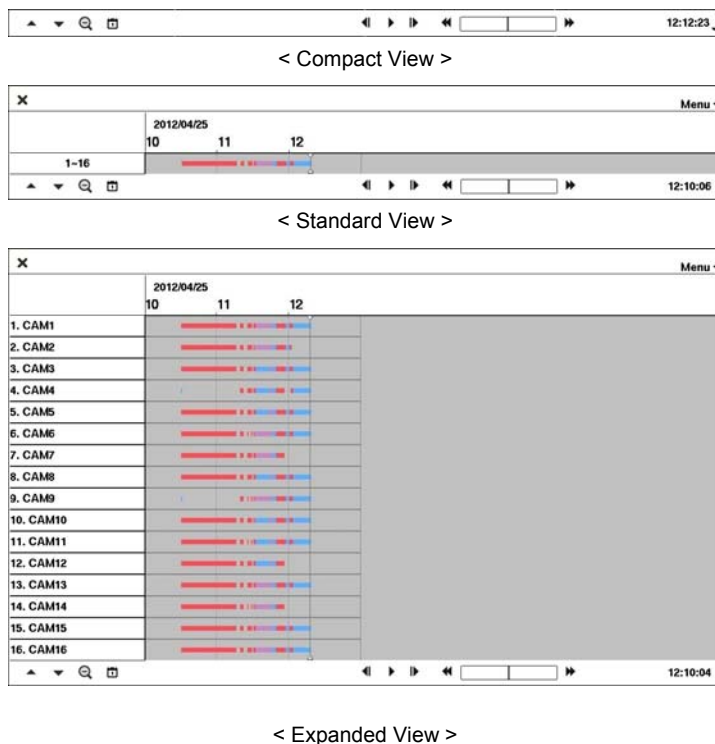 12:12:23
< Compact View >
Menu
2012/04/25
10 11 12
1~16
12:10:06
< Standard View >
Menu
2012/04/25
10 11 12
1. CAM1
2. CAM2
3. CAM3
4. CAM4
5. CAM5
6. CAM6
7. CAM7
8. CAM8
9. CAM9
10. CAM10
11. CAM11
12. CAM12
13. CAM13
14. CAM14
15. CAM15
16. CAM16
12:10:04
< Expanded View >